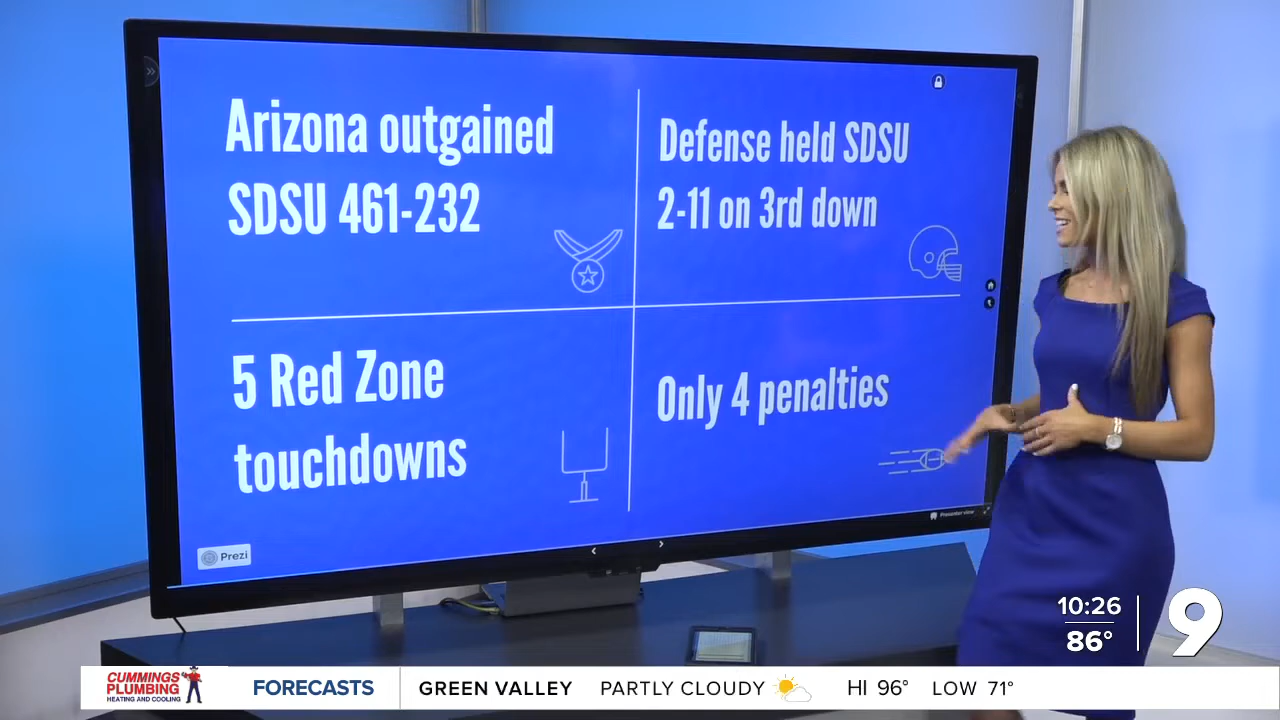 Arizona outgained
SDSU 461-232
Defense held SDSU
2-11 on 3rd down
5 Red Zone
touchdowns
Only 4 penalties
Prezi
Presenter view
10:26
86°
9
CUMMINGS
PLUMBING
HEATING AND COOLING
FORECASTS
GREEN VALLEY PARTLY CLOUDY HI 96° LOW 71°